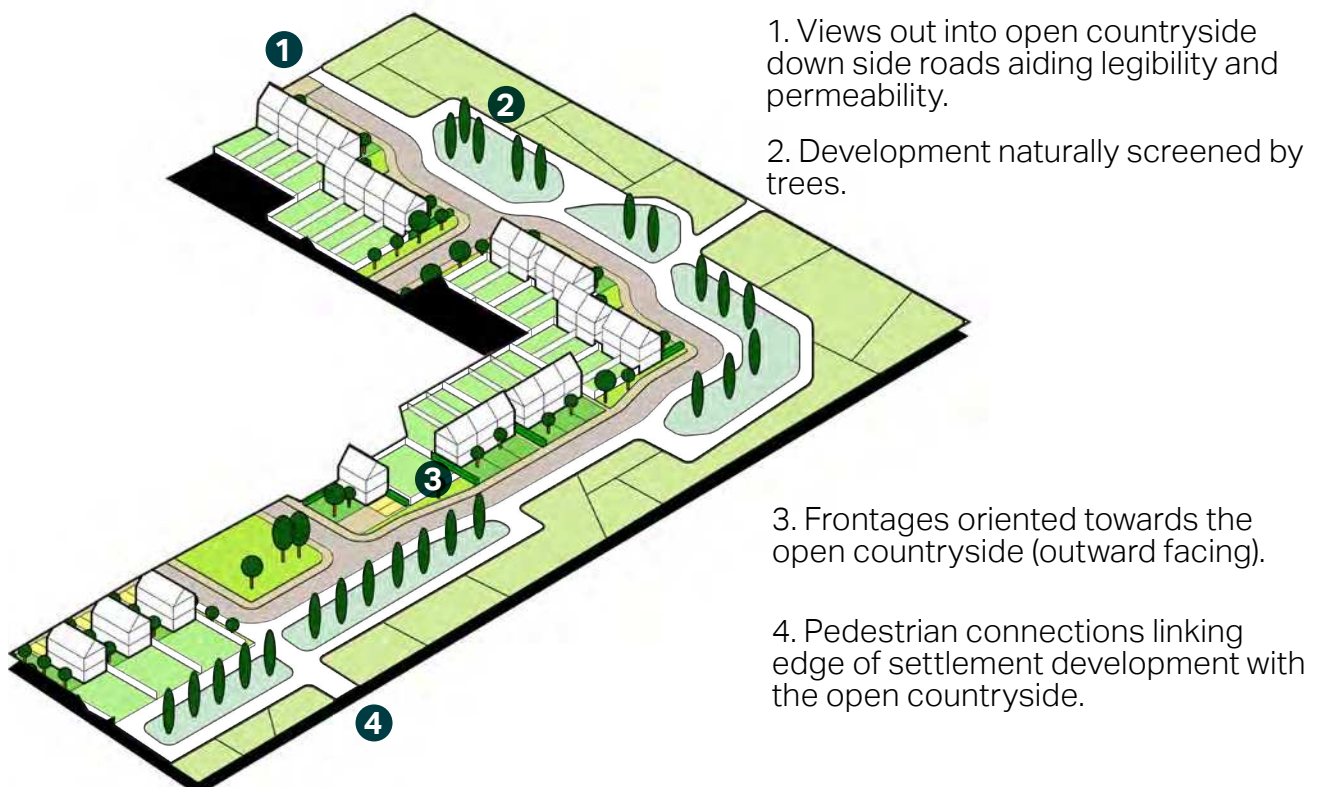 1
2
3
4
1. Views out into open countryside
down side roads aiding legibility and
permeability.
2. Development naturally screened by
trees.
3. Frontages oriented towards the
open countryside (outward facing).
4. Pedestrian connections linking
edge of settlement development with
the open countryside.